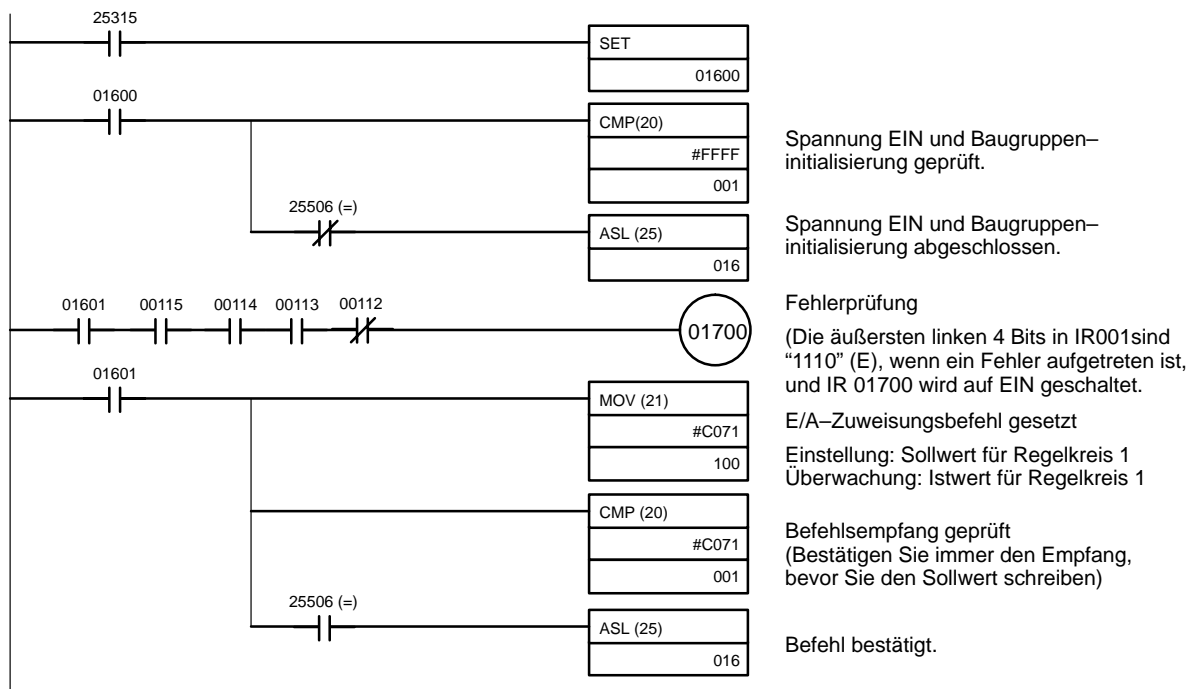 25315
SET
01600
01600
CMP(20)
#FFFF
001
Spannung EIN und Baugruppen–
initialisierung geprüft.
25506 (=)
ASL (25)
016
Spannung EIN und Baugruppen–
initialisierung abgeschlossen.
01601 00115 00114 00113 00112
01700
Fehlerprüfung
(Die äußersten linken 4 Bits in IR001sind
“1110” (E), wenn ein Fehler aufgetreten ist,
und IR 01700 wird auf EIN geschaltet.
01601
MOV (21)
#C071
100
E/A–Zuweisungsbefehl gesetzt
Einstellung: Sollwert für Regelkreis 1
Überwachung: Istwert für Regelkreis 1
CMP (20)
#C071
001
Befehlsempfang geprüft
(Bestätigen Sie immer den Empfang,
bevor Sie den Sollwert schreiben)
25506 (=)
ASL (25)
016
Befehl bestätigt.